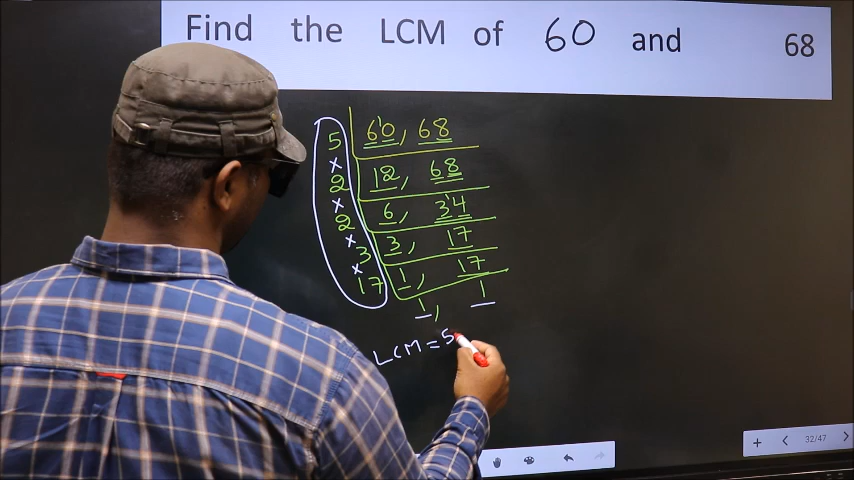 Find the LCM of 60 and 68
5 60, 68
×
2 12, 68
×
2 6, 34
×
3 3, 17
×
17 1, 17
1, 1
LCM = 5
32/47